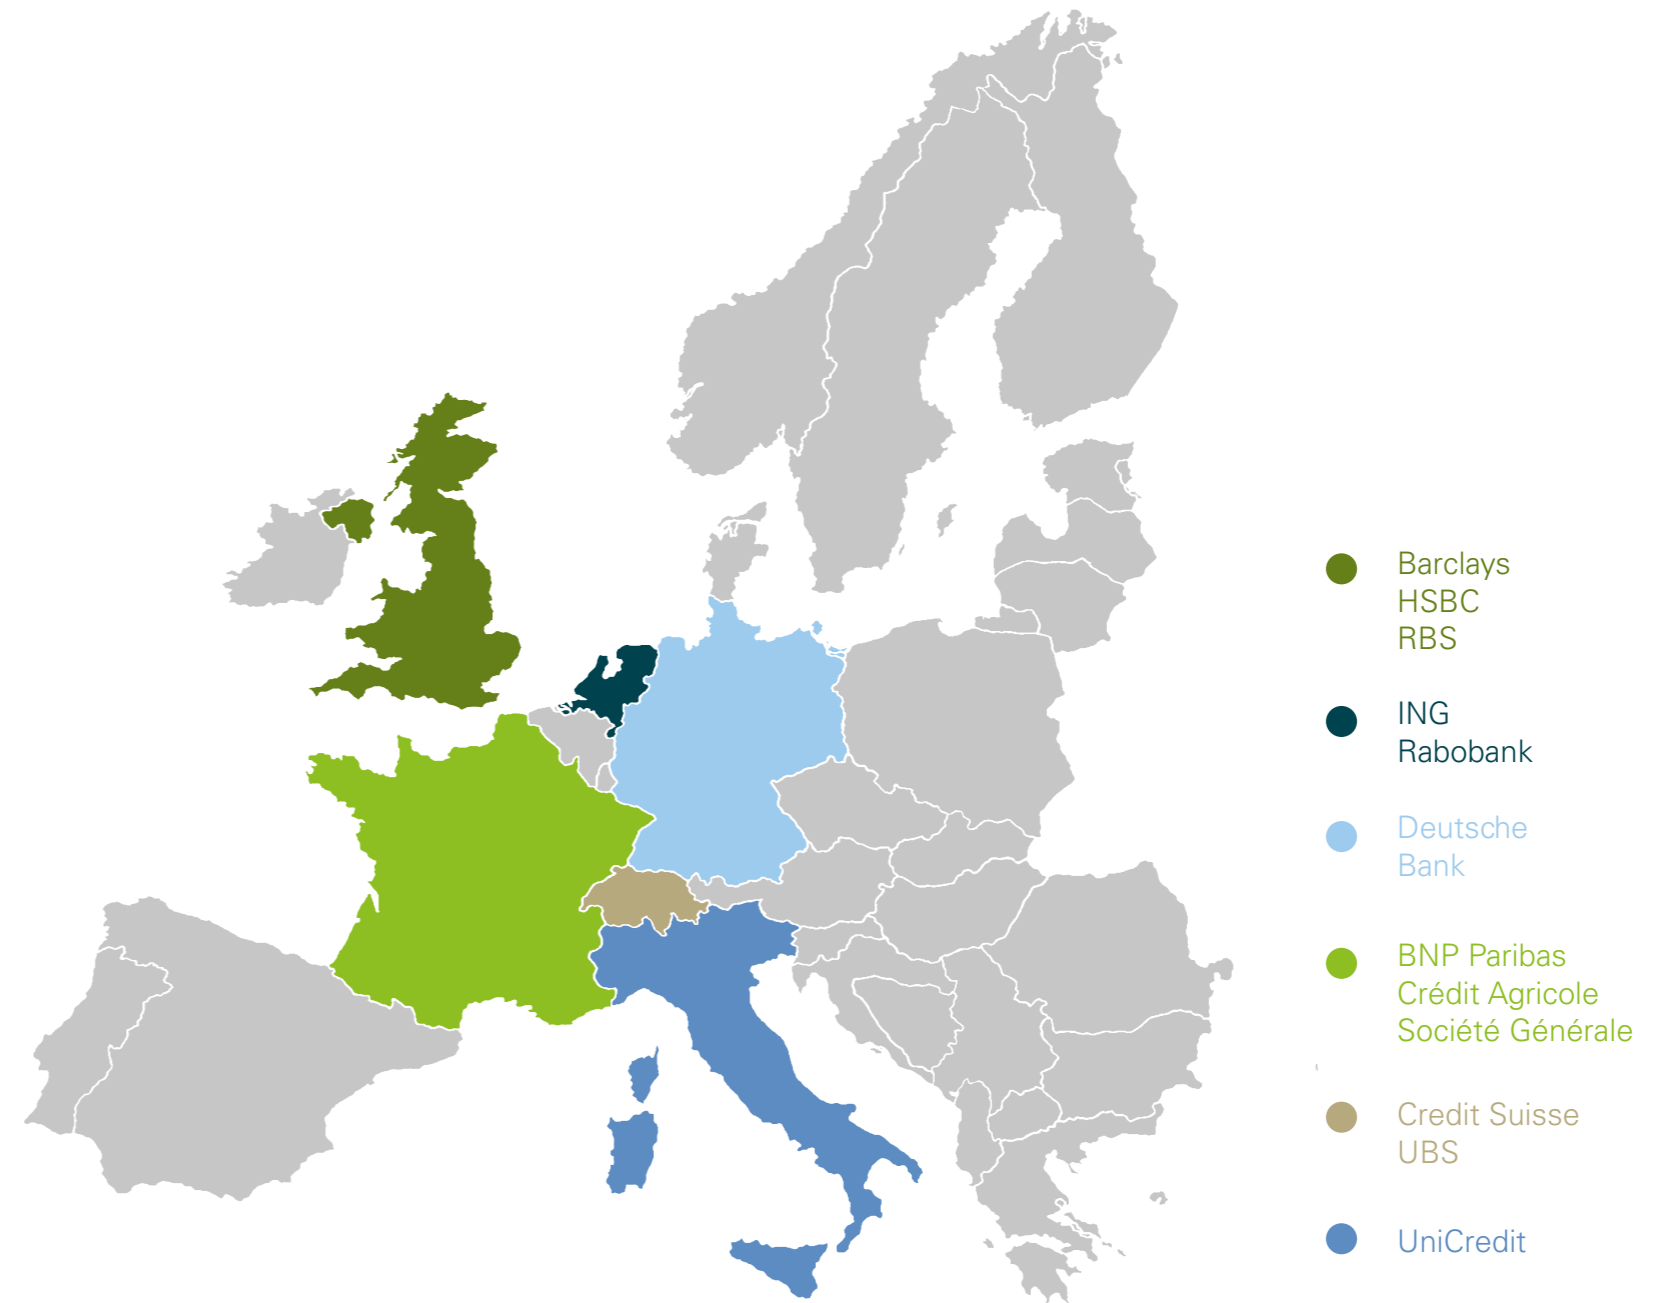 Barclays
HSBC
RBS
ING
Rabobank
Deutsche
Bank
BNP Paribas
Crédit Agricole
Société Générale
Credit Suisse
UBS
UniCredit